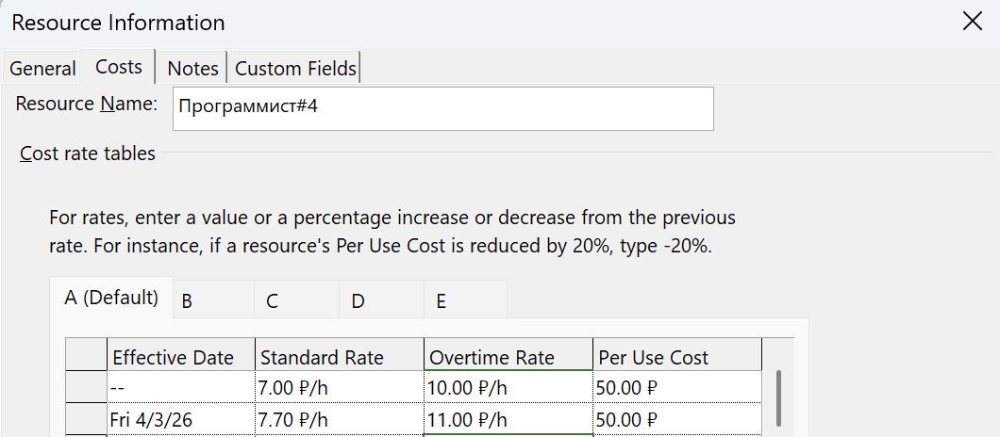 Resource Information
General Costs Notes Custom Fields
Resource Name: Программист#4
Cost rate tables
For rates, enter a value or a percentage increase or decrease from the previous
rate. For instance, if a resource's Per Use Cost is reduced by 20%, type -20%.
A (Default) B C D E
Effective Date Standard Rate Overtime Rate Per Use Cost
-- 7.00 ₽/h 10.00 ₽/h 50.00 ₽
Fri 4/3/26 7.70 ₽/h 11.00 ₽/h 50.00 ₽